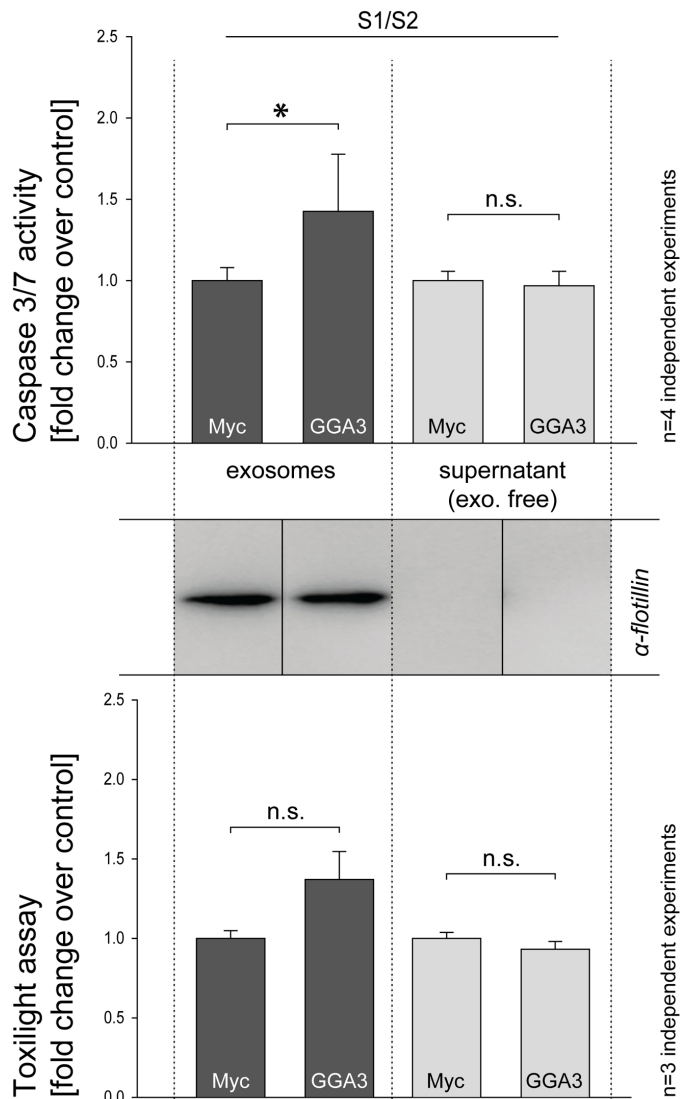 S1/S2
Caspase 3/7 activity
[fold change over control]
2.5
2.0
1.5
1.0
0.5
0.0
*
n.s.
Myc
GGA3
Myc
GGA3
n=4 independent experiments
exosomes
supernatant
(exo. free)
α-flotillin
Toxilight assay
[fold change over control]
2.5
2.0
1.5
1.0
0.5
0.0
n.s.
n.s.
Myc
GGA3
Myc
GGA3
n=3 independent experiments